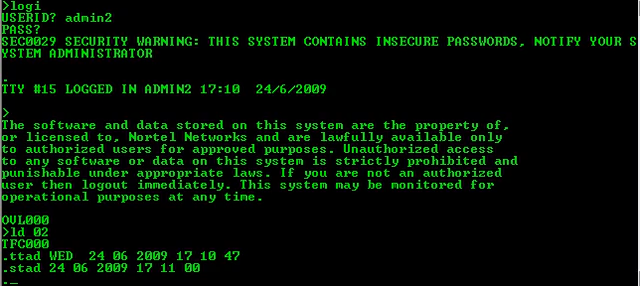 >logi
USERID? admin2
PASS?
SEC0029 SECURITY WARNING: THIS SYSTEM CONTAINS INSECURE PASSWORDS, NOTIFY YOUR S
YSTEM ADMINISTRATOR
.
TTY #15 LOGGED IN ADMIN2 17:10  24/6/2009
>
The software and data stored on this system are the property of,
or licensed to, Nortel Networks and are lawfully available only
to authorized users for approved purposes. Unauthorized access
to any software or data on this system is strictly prohibited and
punishable under appropriate laws. If you are not an authorized
user then logout immediately. This system may be monitored for
operational purposes at any time.
OVL000
>ld 02
TFC000
.ttad WED  24 06 2009 17 10 47
.stad 24 06 2009 17 11 00
._